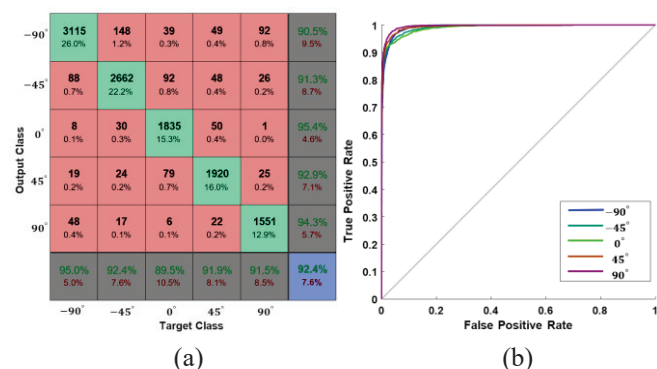 −90° 3115 148 39 49 92 90.5%
26.0% 1.2% 0.3% 0.4% 0.8% 9.5%
−45° 88 2662 92 48 26 91.3%
0.7% 22.2% 0.8% 0.4% 0.2% 8.7%
0° 8 30 1835 50 1 95.4%
0.1% 0.3% 15.3% 0.4% 0.0% 4.6%
45° 19 24 79 1920 25 92.9%
0.2% 0.2% 0.7% 16.0% 0.2% 7.1%
90° 48 17 6 22 1551 94.3%
0.4% 0.1% 0.1% 0.2% 12.9% 5.7%
95.0% 92.4% 89.5% 91.9% 91.5% 92.4%
5.0% 7.6% 10.5% 8.1% 8.5% 7.6%
−90° −45° 0° 45° 90°
Output Class
Target Class
(a)
1
0.9
0.8
0.7
0.6
0.5
0.4
0.3
0.2
0.1
0
True Positive Rate
−90°
−45°
0°
45°
90°
0 0.2 0.4 0.6 0.8 1
False Positive Rate
(b)